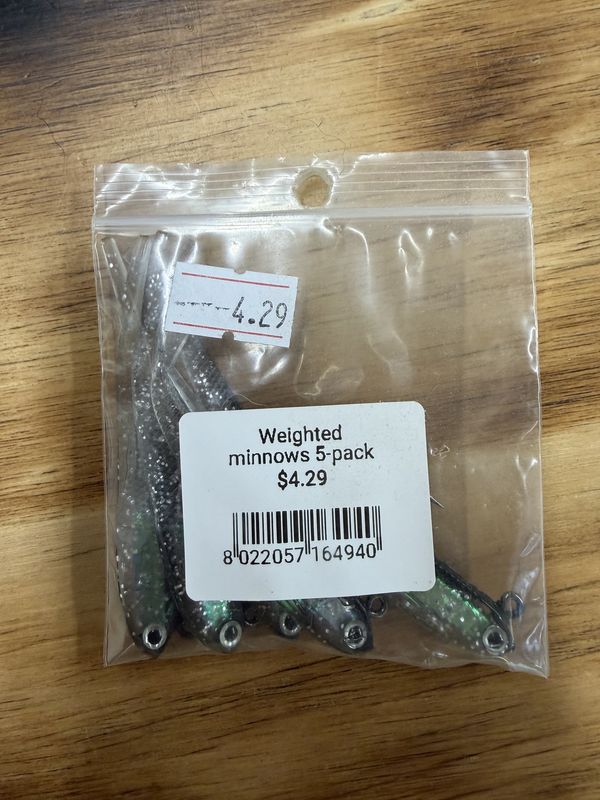 4.29
Weighted
minnows 5-pack
$4.29
8 022057 164940